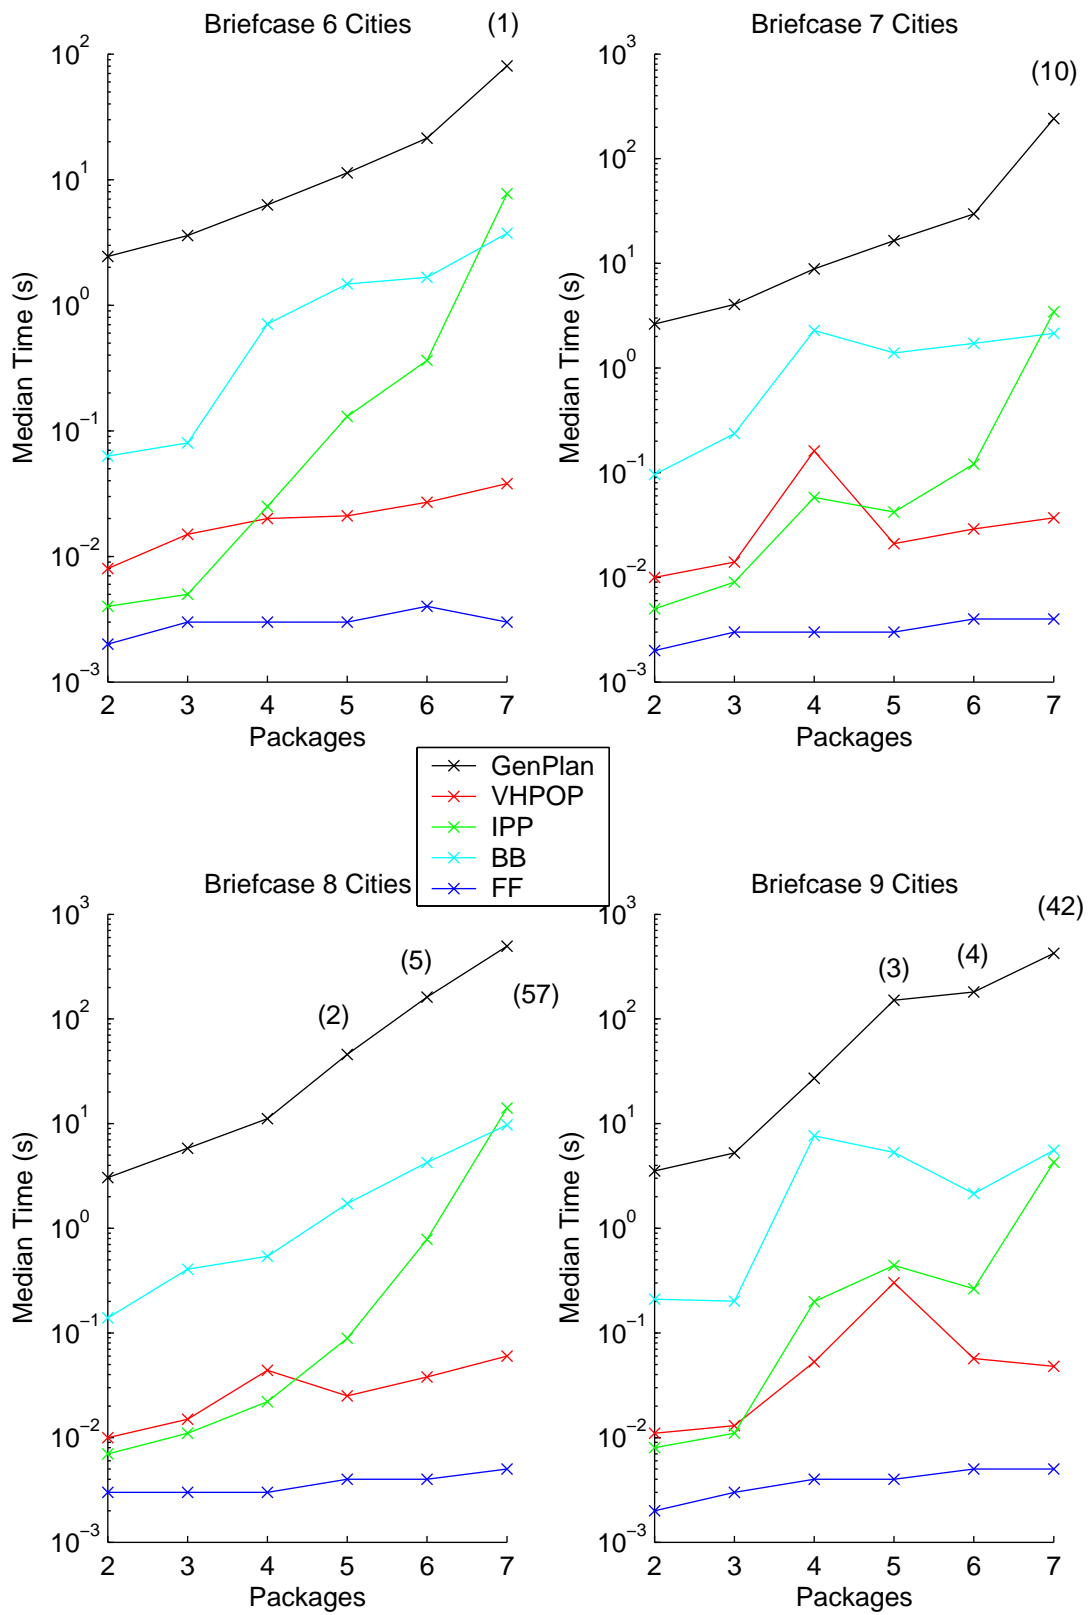 Briefcase 6 Cities
(1)
10^2
10^1
10^0
10^−1
10^−2
10^−3
Median Time (s)
2 3 4 5 6 7
Packages
Briefcase 7 Cities
(10)
10^3
10^2
10^1
10^0
10^−1
10^−2
10^−3
Median Time (s)
2 3 4 5 6 7
Packages
GenPlan
VHPOP
IPP
BB
FF
Briefcase 8 Cities
10^3
10^2
10^1
10^0
10^−1
10^−2
10^−3
Median Time (s)
(2)
(5)
(57)
2 3 4 5 6 7
Packages
Briefcase 9 Cities
10^3
10^2
10^1
10^0
10^−1
10^−2
10^−3
Median Time (s)
(3)
(4)
(42)
2 3 4 5 6 7
Packages